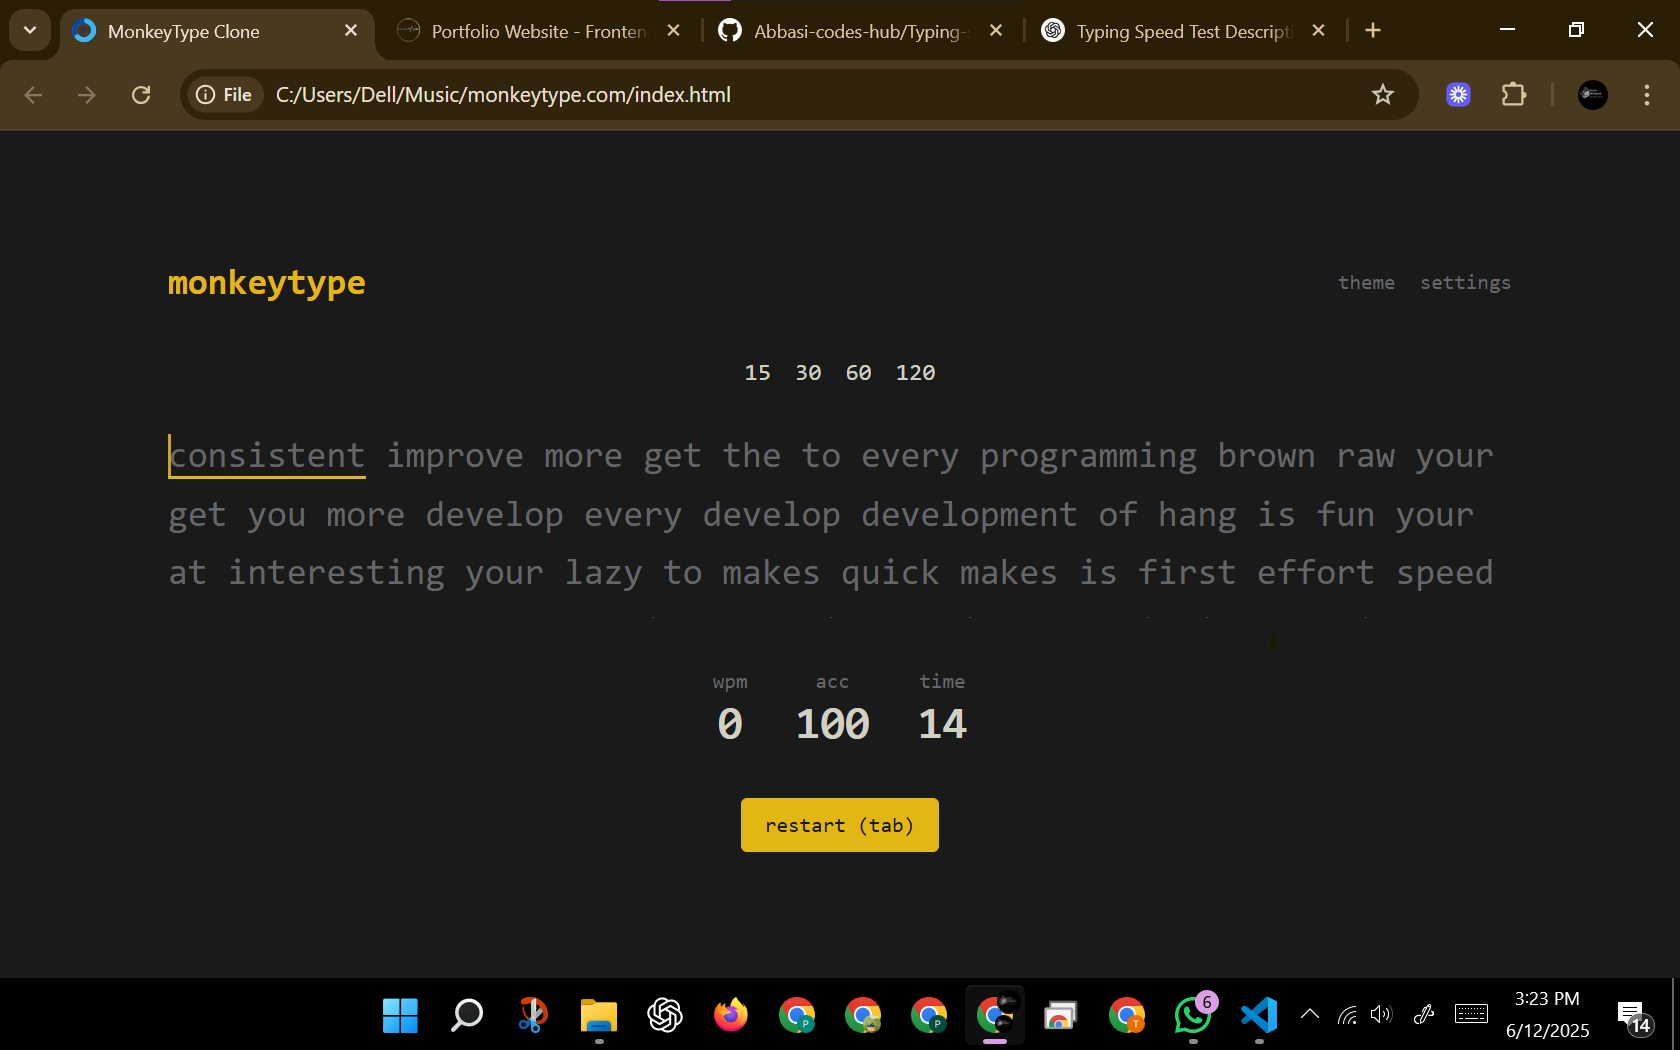 MonkeyType Clone
Portfolio Website - Fronten
Abbasi-codes-hub/Typing-
Typing Speed Test Descript
File
C:/Users/Dell/Music/monkeytype.com/index.html
monkeytype
theme settings
15 30 60 120
consistent improve more get the to every programming brown raw your
get you more develop every develop development of hang is fun your
at interesting your lazy to makes quick makes is first effort speed
wpm acc time
0 100 14
restart (tab)
P
P
T
6
3:23 PM
6/12/2025
14